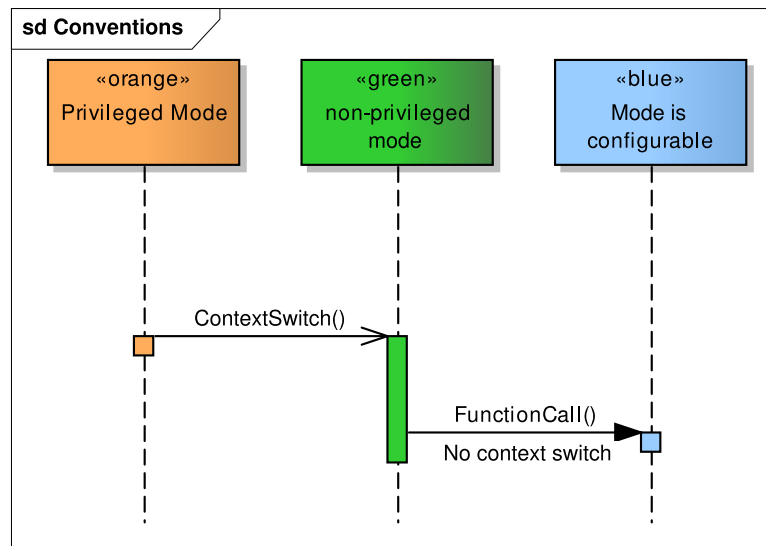 sd Conventions
«orange»
Privileged Mode
«green»
non-privileged
mode
«blue»
Mode is
configurable
ContextSwitch()
FunctionCall()
No context switch